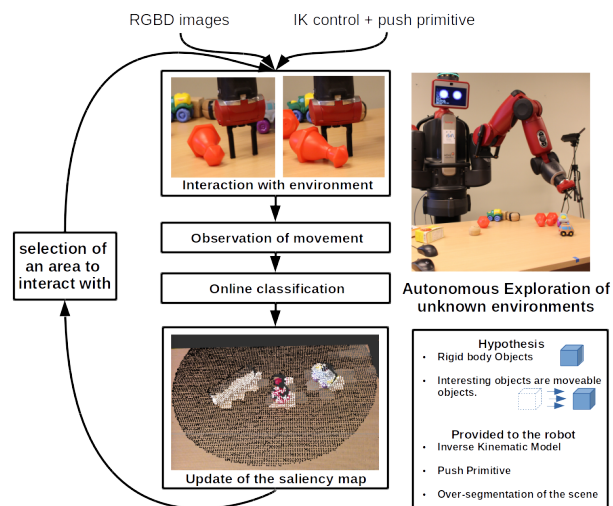 RGBD images
IK control + push primitive
Interaction with environment
Observation of movement
selection of
an area to
interact with
Online classification
Update of the saliency map
Autonomous Exploration of
unknown environments
Hypothesis
• Rigid body Objects
• Interesting objects are moveable
objects.
Provided to the robot
• Inverse Kinematic Model
• Push Primitive
• Over-segmentation of the scene